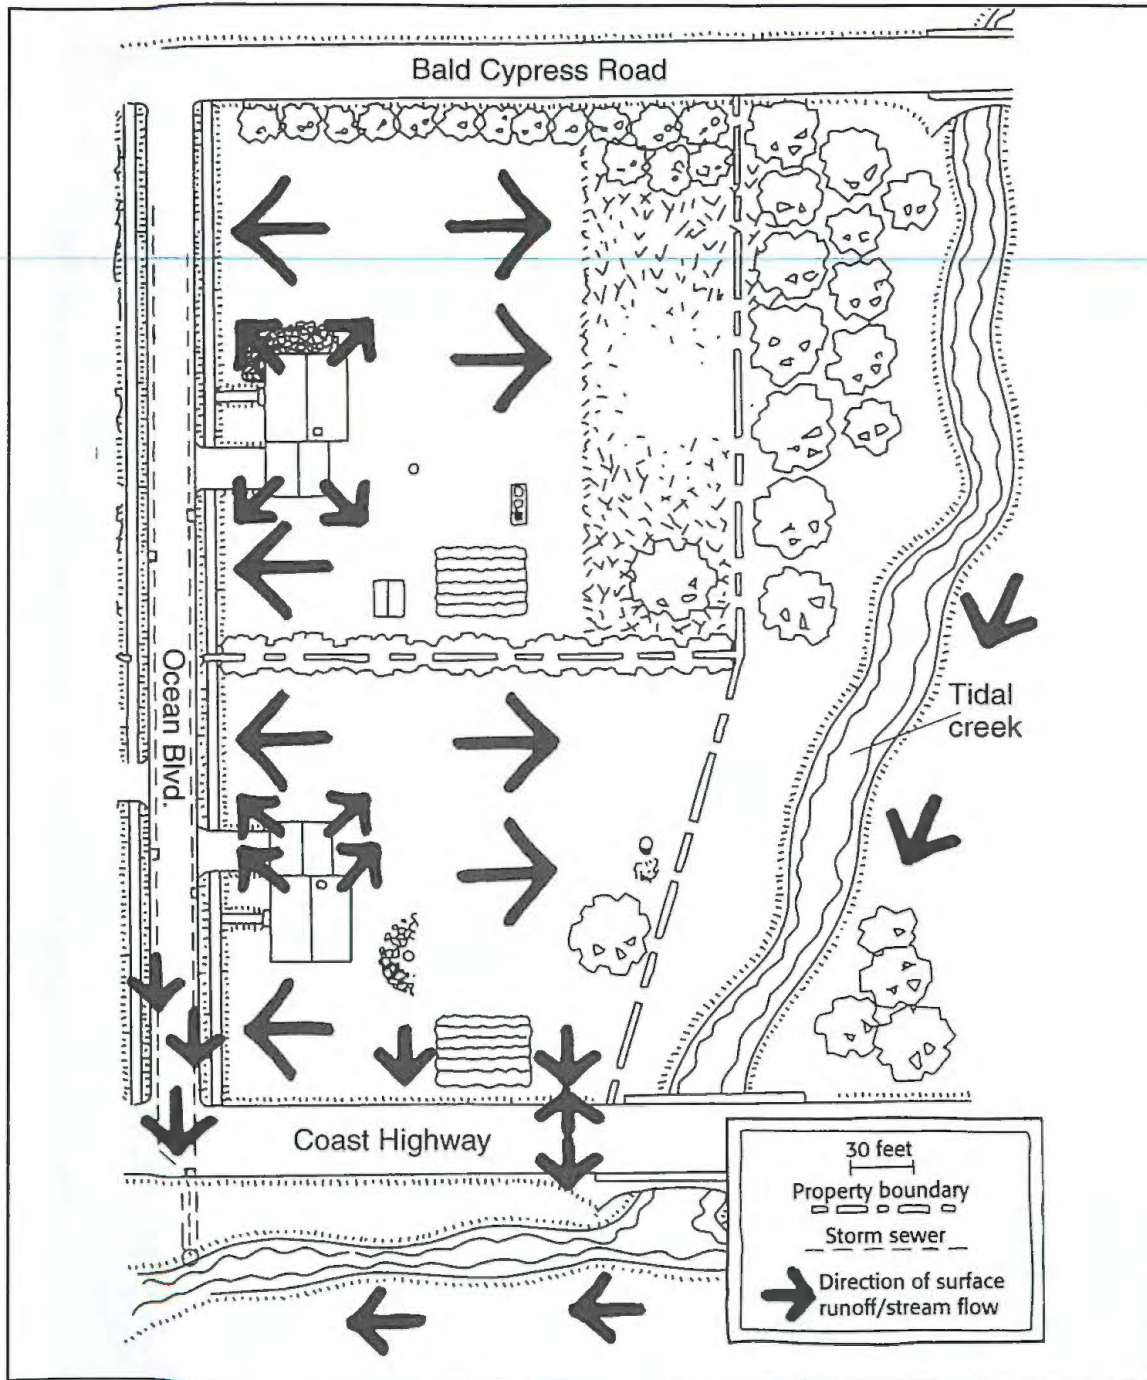 Bald Cypress Road
Ocean Blvd.
Tidal
creek
Coast Highway
30 feet
Property boundary
Storm sewer
Direction of surface
runoff/stream flow